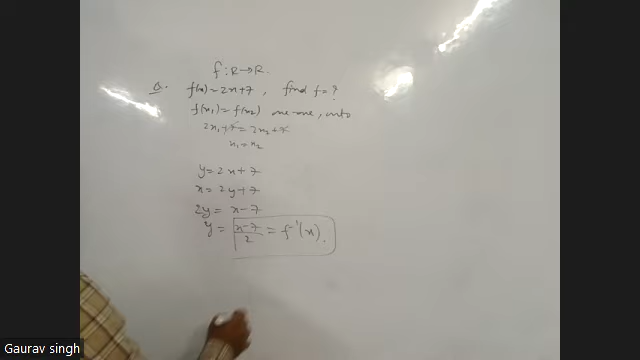 f : R → R.
Q. f(x) = 2x+7, find f = ?
f(x₁) = f(x₂) one-one, onto
2x₁+7 = 2x₂+7
x₁ = x₂
y = 2x+7
x = 2y+7
2y = x-7
y = x-7/2 = f⁻¹(x).
Gaurav singh